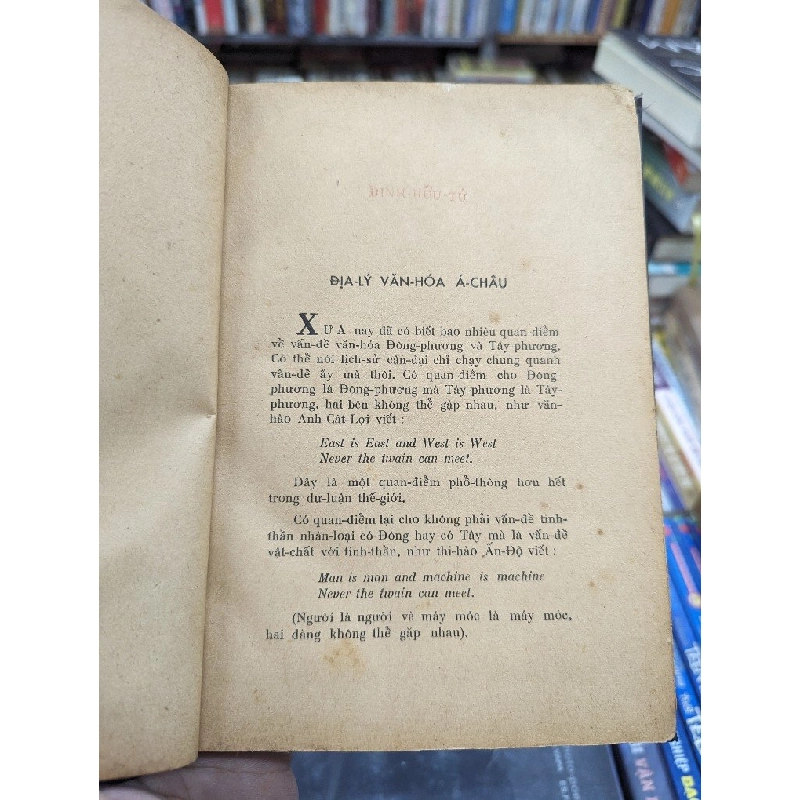 ĐỊA-LÝ VĂN-HÓA Á-CHÂU
XƯA nay đã có biết bao nhiêu quan-điểm
về vấn-đề văn-hóa Đông-phương và Tây-phương.
Có thể nói lịch-sử cận-đại chỉ chạy chung quanh
vấn-đề ấy mà thôi. Có quan-điểm cho Đông
phương là Đông-phương mà Tây phương là Tây-
phương, hai bên không thể gặp nhau, như văn-
hào Anh Cát-Lợi viết :
East is East and West is West
Never the twain can meet.
Đây là một quan-điểm phổ-thông hơn hết
trong dư-luận thế-giới.
Có quan-điểm lại cho không phải vấn-đề tinh-
thần nhân-loại có Đông hay có Tây mà là vấn-đề
vật-chất với tinh-thần, như thi-hào Ấn-Độ viết :
Man is man and machine is machine
Never the twain can meet.
(Người là người và máy móc là máy móc,
hai đàng không thể gặp nhau).